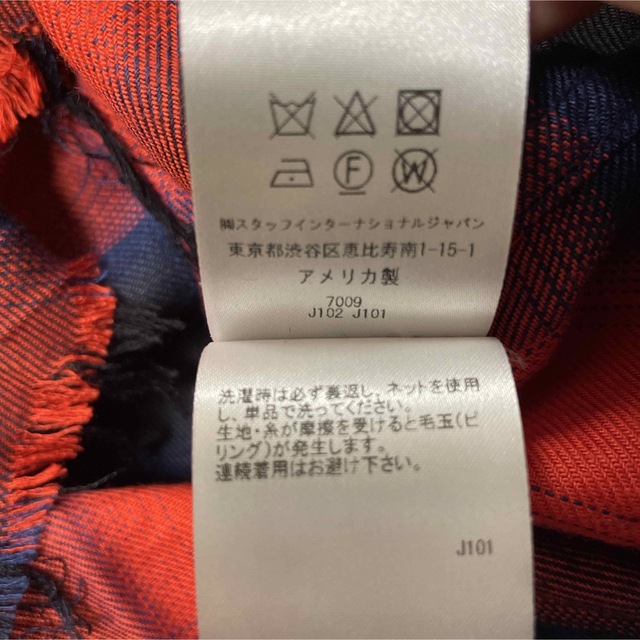 F
W
㈱スタッフインターナショナルジャパン
東京都渋谷区恵比寿南1-15-1
アメリカ製
7009
J102 J101
洗濯時は必ず裏返し、ネットを使用
し、単品で洗ってください。
生地・糸が摩擦を受けると毛玉(ピ
リング)が発生します。
連続着用はお避け下さい。
J101